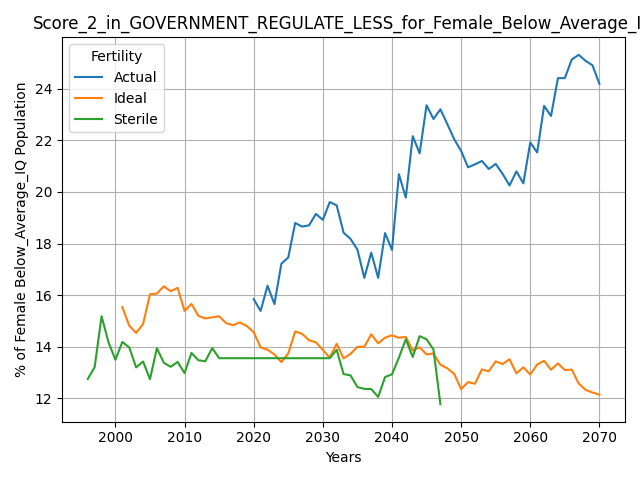 Score_2_in_GOVERNMENT_REGULATE_LESS_for_Female_Below_Average_I
Fertility
Actual
Ideal
Sterile
% of Female Below_Average_IQ Population
24
22
20
18
16
14
12
2000 2010 2020 2030 2040 2050 2060 2070
Years